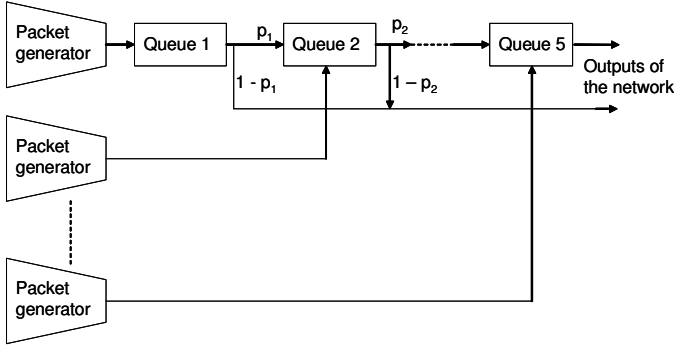 Packet
generator
Queue 1
p₁
1 - p₁
Queue 2
p₂
1 – p₂
Queue 5
Outputs of
the network
Packet
generator
Packet
generator